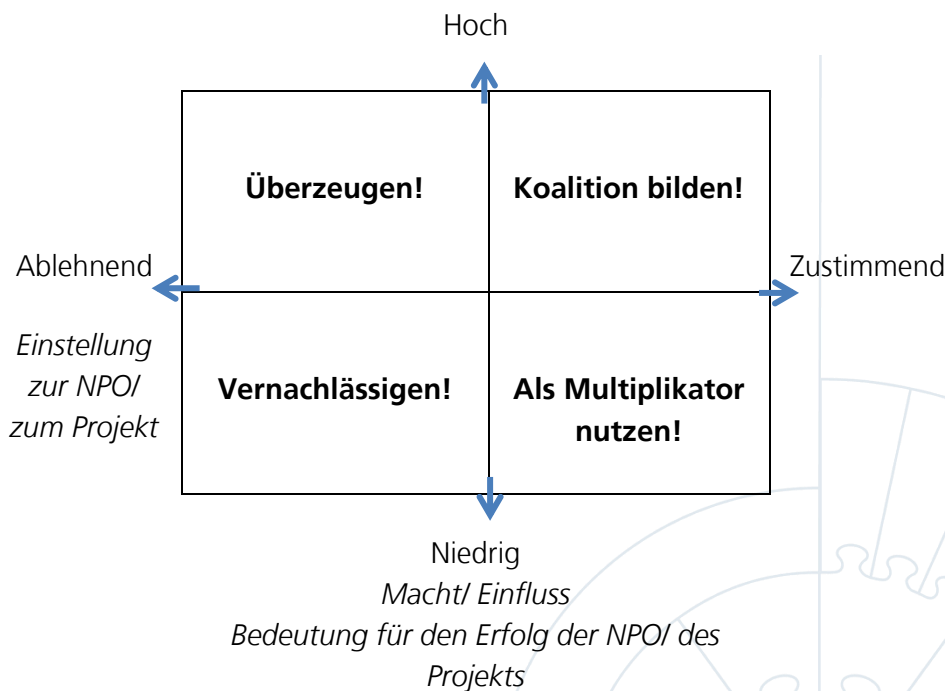 Hoch
Überzeugen!
Koalition bilden!
Ablehnend
Zustimmend
Einstellung
zur NPO/
zum Projekt
Vernachlässigen!
Als Multiplikator
nutzen!
Niedrig
Macht/ Einfluss
Bedeutung für den Erfolg der NPO/ des
Projekts